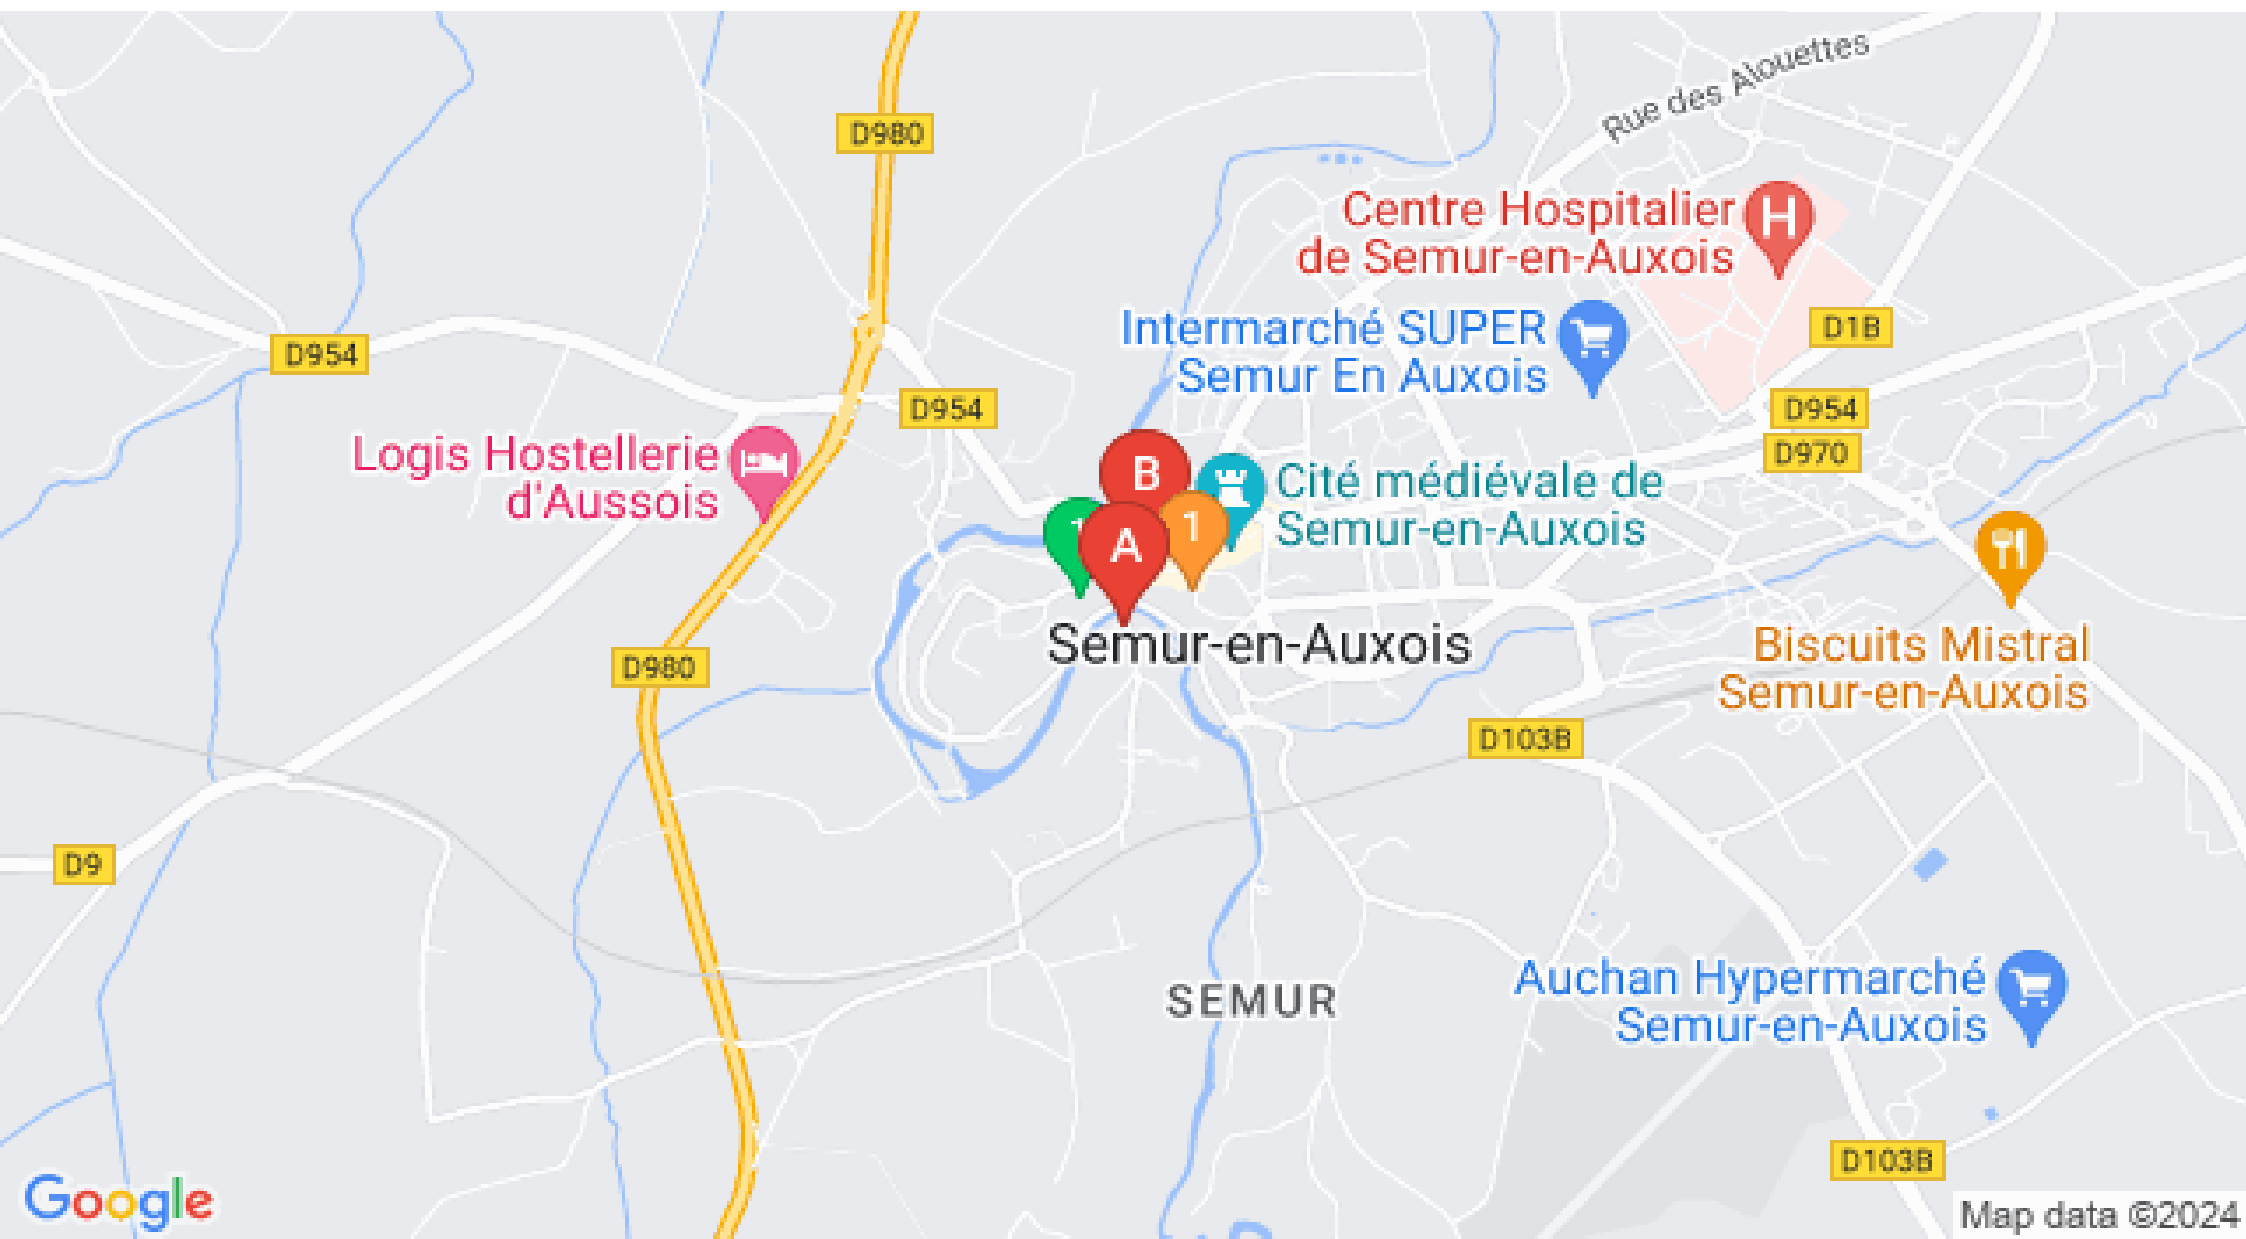 Rue des Alouettes
D980
Centre Hospitalier
de Semur-en-Auxois
Intermarché SUPER
Semur En Auxois
D1B
D954
D954
D954
D970
Logis Hostellerie
d'Aussois
B
Cité médiévale de
Semur-en-Auxois
1
1
A
Semur-en-Auxois
D980
Biscuits Mistral
Semur-en-Auxois
D103B
D9
SEMUR
Auchan Hypermarché
Semur-en-Auxois
D103B
Google
Map data ©2024